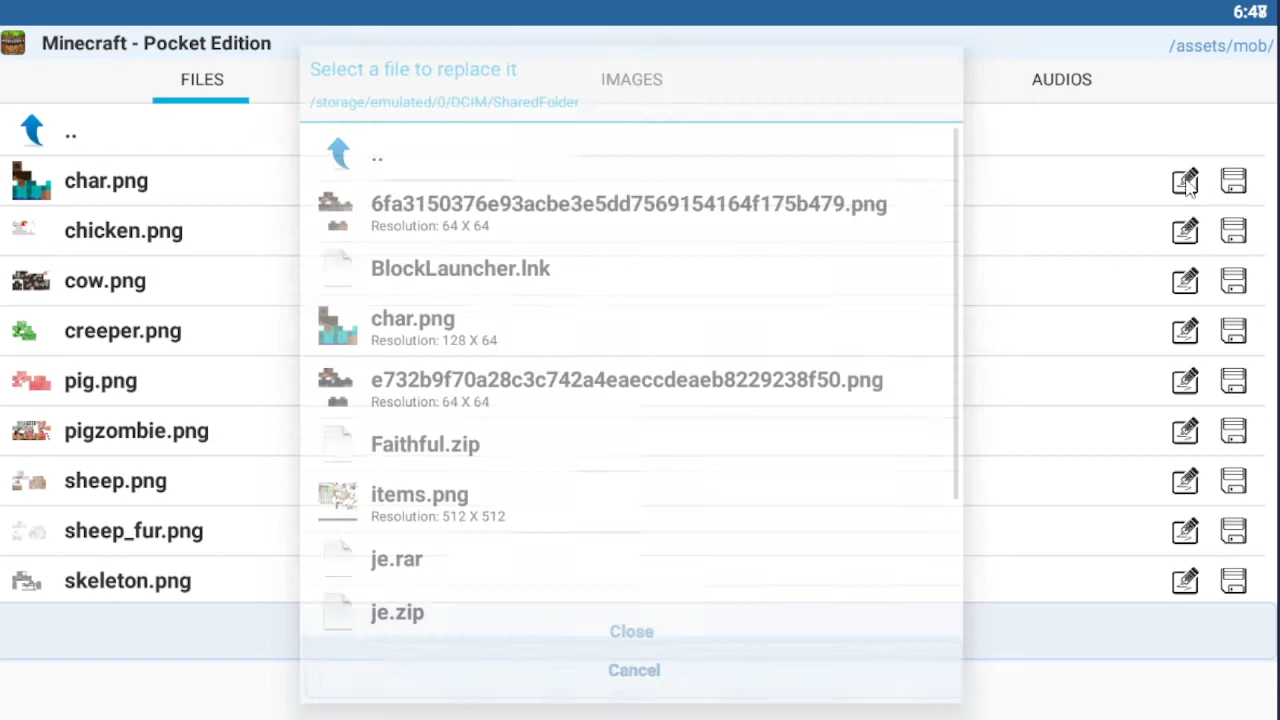 6:48
Minecraft - Pocket Edition
/assets/mob/
FILES
IMAGES
AUDIOS
..
char.png
chicken.png
cow.png
creeper.png
pig.png
pigzombie.png
sheep.png
sheep_fur.png
skeleton.png
Select a file to replace it
/storage/emulated/0/DCIM/SharedFolder
..
6fa3150376e93acbe3e5dd7569154164f175b479.png
Resolution: 64 X 64
BlockLauncher.lnk
char.png
Resolution: 128 X 64
e732b9f70a28c3c742a4eaeccdeaeb8229238f50.png
Resolution: 64 X 64
Faithful.zip
items.png
Resolution: 512 X 512
je.rar
je.zip
Close
Cancel